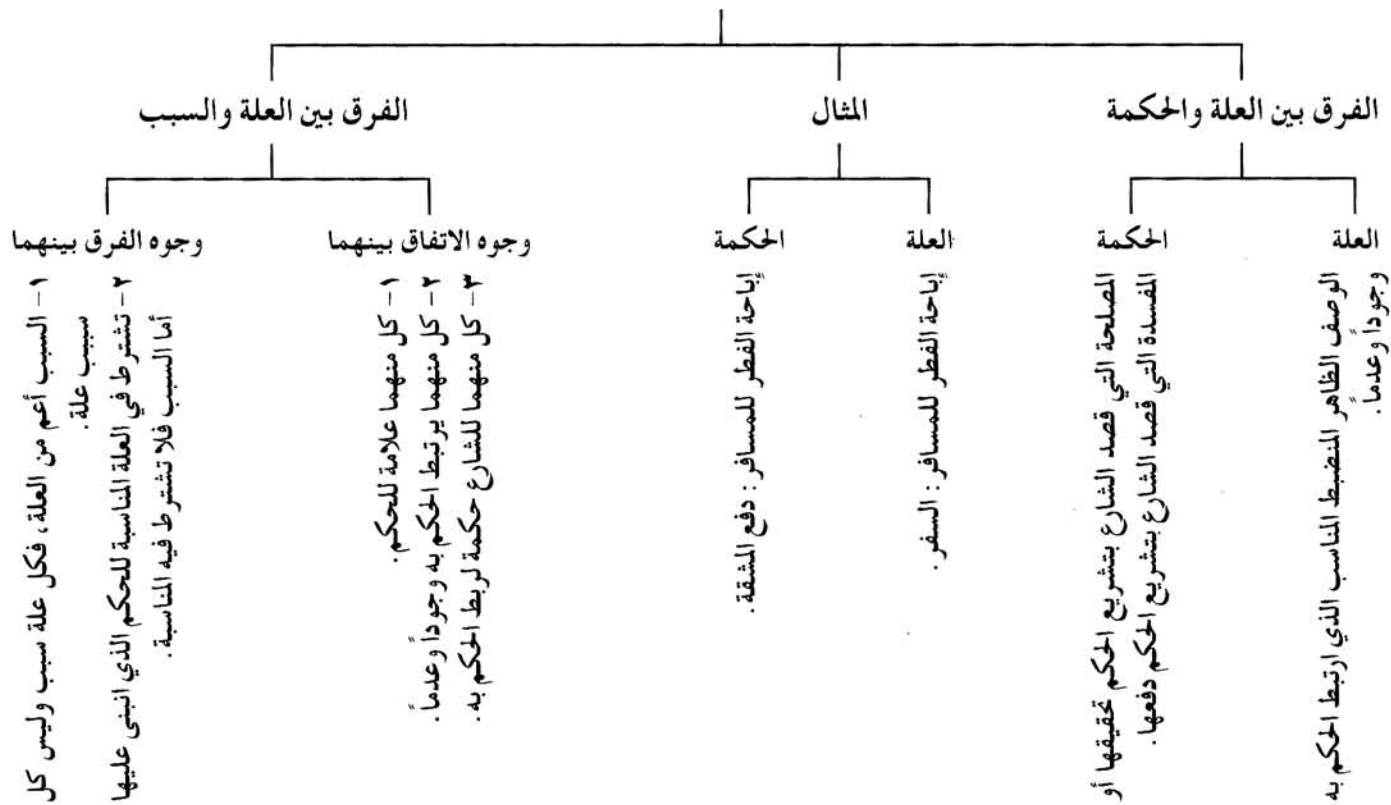 الفرق بين العلة والحكمة
العلة
الوصف الظاهر المنضبط المناسب الذي ارتبط الحكم به
وجوداً وعدماً.
الحكمة
المصلحة التي قصد الشارع بتشريع الحكم تحقيقها أو
المفسدة التي قصد الشارع بتشريع الحكم دفعها.
المثال
العلة
إباحة الفطر للمسافر: السفر.
الحكمة
إباحة الفطر للمسافر: دفع المشقة.
الفرق بين العلة والسبب
وجوه الاتفاق بينهما
١- كل منهما علامة للحكم.
٢- كل منهما يرتبط الحكم به وجوداً وعدماً.
٣- كل منهما للشارع حكمة لربط الحكم به.
وجوه الفرق بينهما
١- السبب أعم من العلة، فكل علة سبب وليس كل
سبب علة.
٢- تشترط في العلة المناسبة للحكم الذي انبنى عليها
أما السبب فلا تشترط فيه المناسبة.